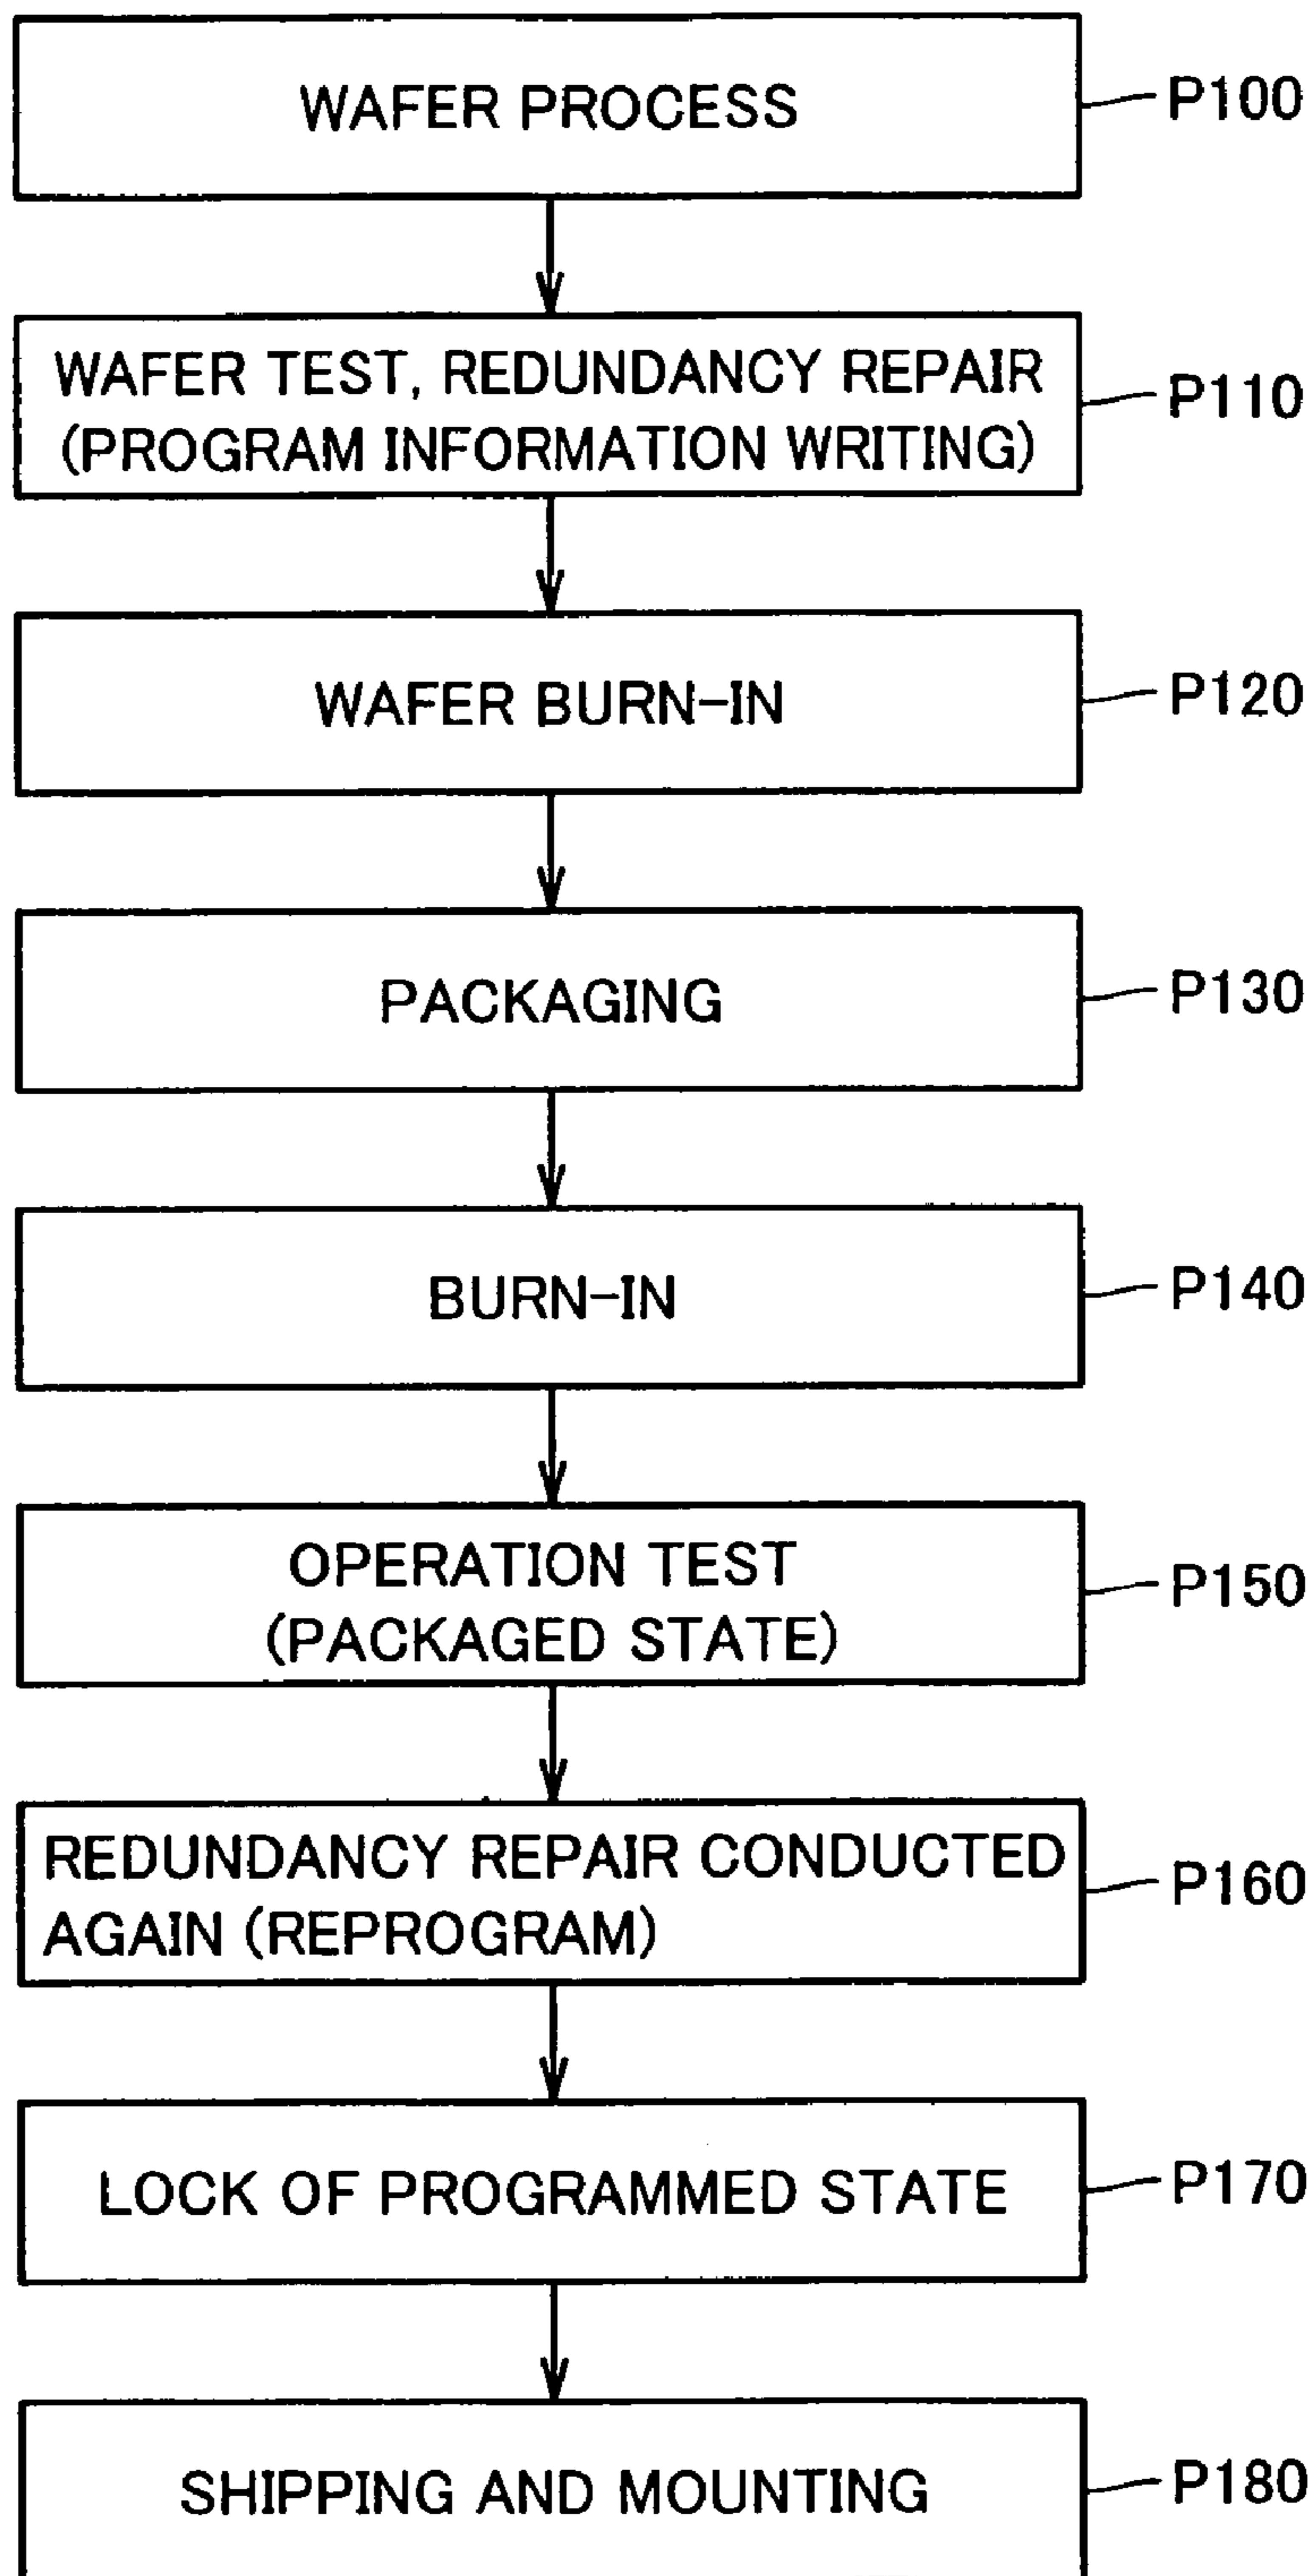 WAFER PROCESS
P100
WAFER TEST, REDUNDANCY REPAIR
(PROGRAM INFORMATION WRITING)
P110
WAFER BURN-IN
P120
PACKAGING
P130
BURN-IN
P140
OPERATION TEST
(PACKAGED STATE)
P150
REDUNDANCY REPAIR CONDUCTED
AGAIN (REPROGRAM)
P160
LOCK OF PROGRAMMED STATE
P170
SHIPPING AND MOUNTING
P180